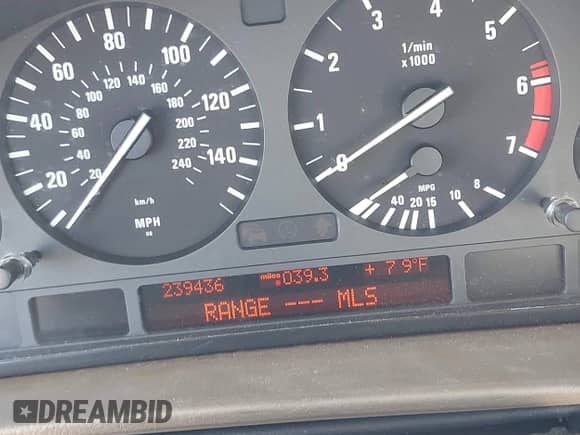 80
60
100
40
120
20
140
80
100
120
140
160
180
60
200
40
220
20
240
km/h
MPH
us
3
4
5
2
6
1
7
0
1/min
x 1000
MPG
40 20 15 10 8
239436 miles 039.3 + 79°F
RANGE --- MLS
DREAMBID